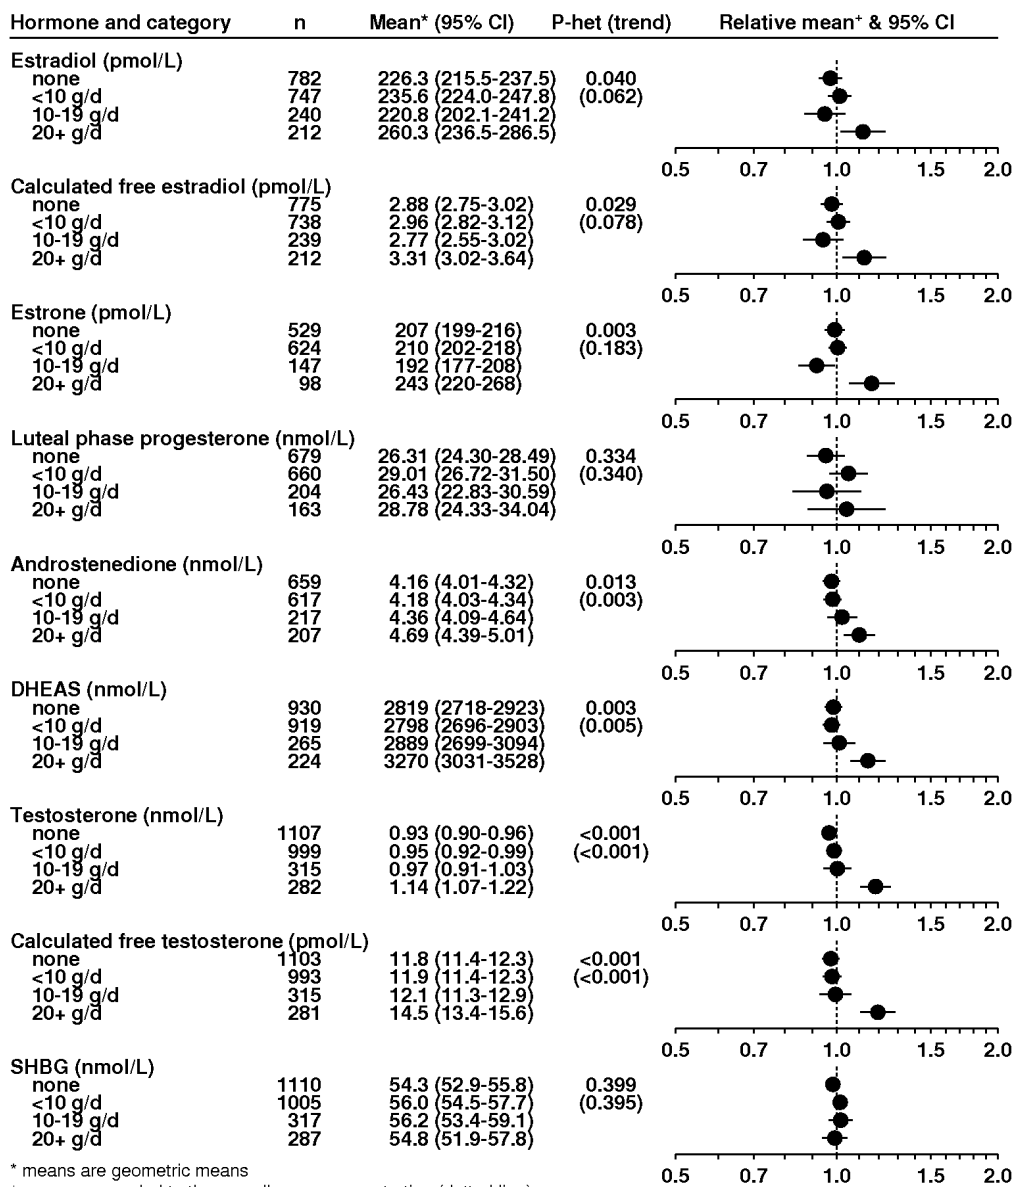 Hormone and category n Mean* (95% CI) P-het (trend) Relative mean+ & 95% CI
Estradiol (pmol/L)
none 782 226.3 (215.5-237.5) 0.040
<10 g/d 747 235.6 (224.0-247.8) (0.062)
10-19 g/d 240 220.8 (202.1-241.2)
20+ g/d 212 260.3 (236.5-286.5)
0.5 0.7 1.0 1.5 2.0
Calculated free estradiol (pmol/L)
none 775 2.88 (2.75-3.02) 0.029
<10 g/d 738 2.96 (2.82-3.12) (0.078)
10-19 g/d 239 2.77 (2.55-3.02)
20+ g/d 212 3.31 (3.02-3.64)
0.5 0.7 1.0 1.5 2.0
Estrone (pmol/L)
none 529 207 (199-216) 0.003
<10 g/d 624 210 (202-218) (0.183)
10-19 g/d 147 192 (177-208)
20+ g/d 98 243 (220-268)
0.5 0.7 1.0 1.5 2.0
Luteal phase progesterone (nmol/L)
none 679 26.31 (24.30-28.49) 0.334
<10 g/d 660 29.01 (26.72-31.50) (0.340)
10-19 g/d 204 26.43 (22.83-30.59)
20+ g/d 163 28.78 (24.33-34.04)
0.5 0.7 1.0 1.5 2.0
Androstenedione (nmol/L)
none 659 4.16 (4.01-4.32) 0.013
<10 g/d 617 4.18 (4.03-4.34) (0.003)
10-19 g/d 217 4.36 (4.09-4.64)
20+ g/d 207 4.69 (4.39-5.01)
0.5 0.7 1.0 1.5 2.0
DHEAS (nmol/L)
none 930 2819 (2718-2923) 0.003
<10 g/d 919 2798 (2696-2903) (0.005)
10-19 g/d 265 2889 (2699-3094)
20+ g/d 224 3270 (3031-3528)
0.5 0.7 1.0 1.5 2.0
Testosterone (nmol/L)
none 1107 0.93 (0.90-0.96) <0.001
<10 g/d 999 0.95 (0.92-0.99) (<0.001)
10-19 g/d 315 0.97 (0.91-1.03)
20+ g/d 282 1.14 (1.07-1.22)
0.5 0.7 1.0 1.5 2.0
Calculated free testosterone (pmol/L)
none 1103 11.8 (11.4-12.3) <0.001
<10 g/d 993 11.9 (11.4-12.3) (<0.001)
10-19 g/d 315 12.1 (11.3-12.9)
20+ g/d 281 14.5 (13.4-15.6)
0.5 0.7 1.0 1.5 2.0
SHBG (nmol/L)
none 1110 54.3 (52.9-55.8) 0.399
<10 g/d 1005 56.0 (54.5-57.7) (0.395)
10-19 g/d 317 56.2 (53.4-59.1)
20+ g/d 287 54.8 (51.9-57.8)
0.5 0.7 1.0 1.5 2.0
* means are geometric means